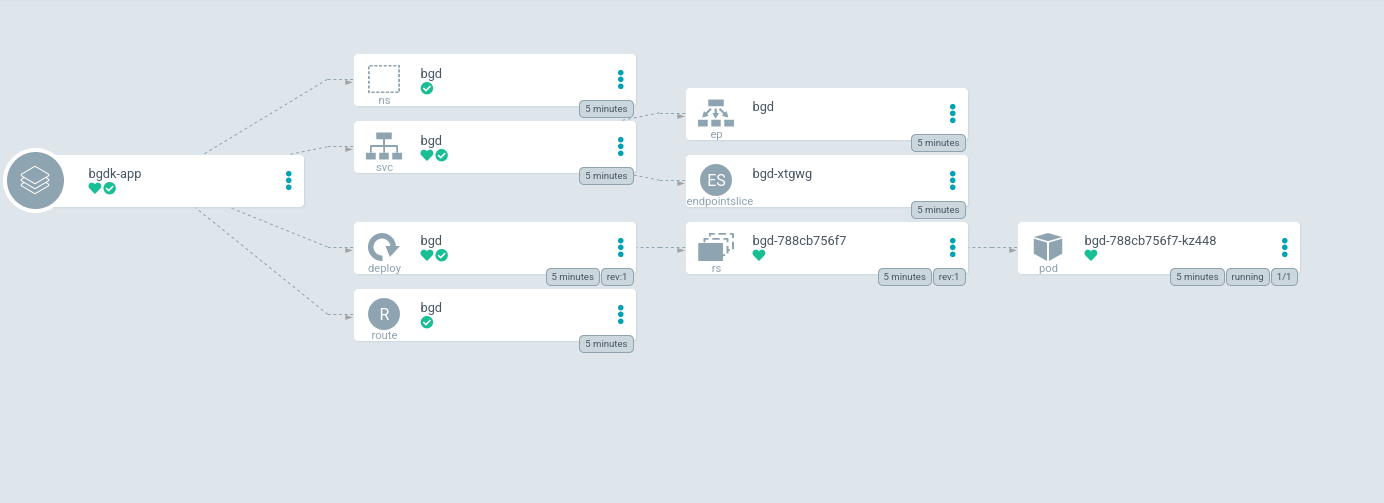 bgdk-app
bgd
ns
5 minutes
bgd
svc
5 minutes
bgd
ep
5 minutes
bgd-xtgwg
ES
endpointslice
5 minutes
bgd
deploy
5 minutes rev:1
bgd-788cb756f7
rs
5 minutes rev:1
bgd-788cb756f7-kz448
pod
5 minutes running 1/1
bgd
R
route
5 minutes